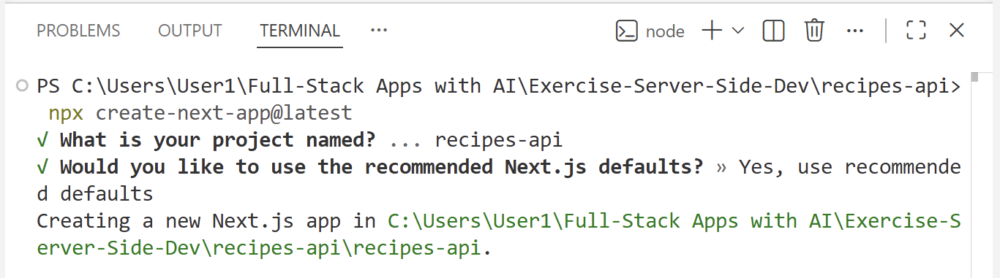 PROBLEMS OUTPUT TERMINAL ... node
PS C:\Users\User1\Full-Stack Apps with AI\Exercise-Server-Side-Dev\recipes-api>
npx create-next-app@latest
√ What is your project named? ... recipes-api
√ Would you like to use the recommended Next.js defaults? » Yes, use recommende
d defaults
Creating a new Next.js app in C:\Users\User1\Full-Stack Apps with AI\Exercise-S
erver-Side-Dev\recipes-api\recipes-api.